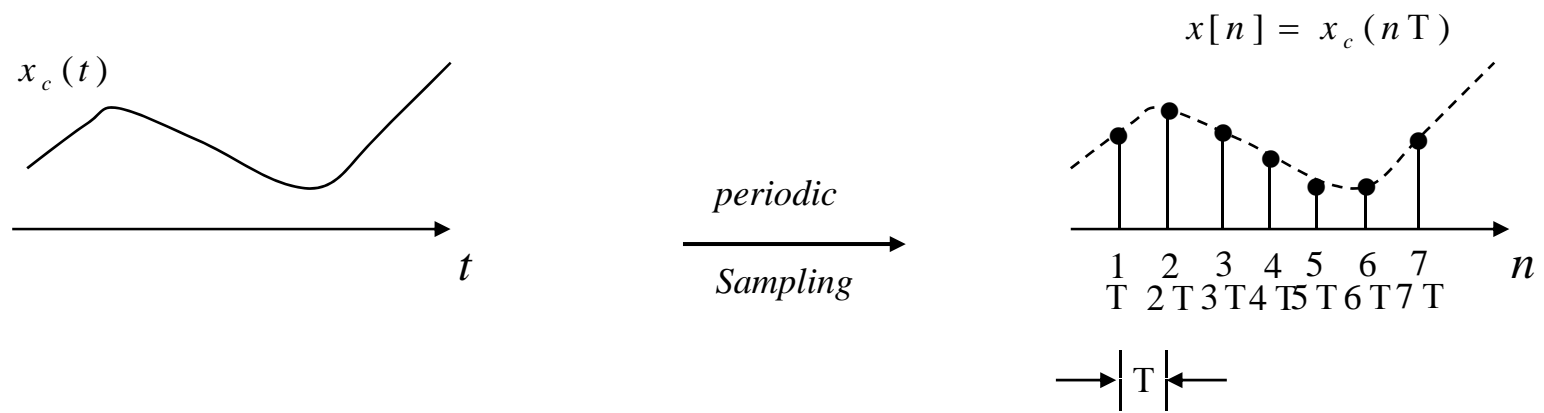 x[n] = x_c(nT)
x_c(t)
periodic
Sampling
t
1 2 3 4 5 6 7 n
T 2T 3T 4T 5T 6T 7T
T